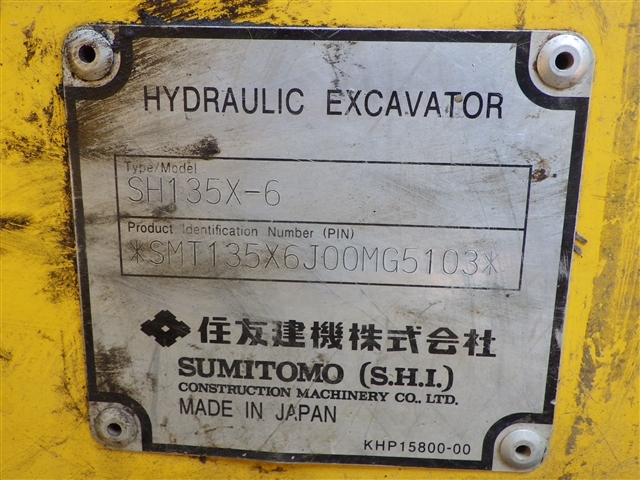 HYDRAULIC EXCAVATOR
Type/Model
SH135X-6
Product Identification Number (PIN)
*SMT135X6J00MG5103*
住友建機株式会社
SUMITOMO (S.H.I.)
CONSTRUCTION MACHINERY CO., LTD.
MADE IN JAPAN
KHP15800-00